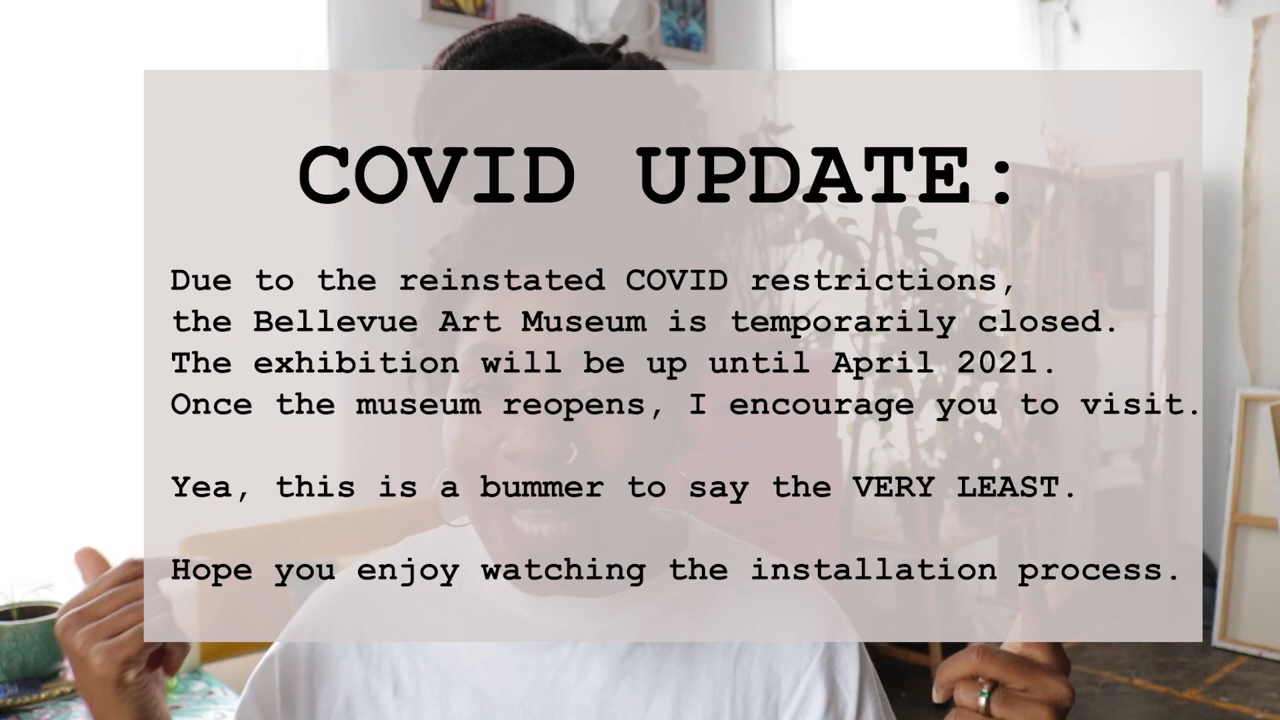 COVID UPDATE:
Due to the reinstated COVID restrictions,
the Bellevue Art Museum is temporarily closed.
The exhibition will be up until April 2021.
Once the museum reopens, I encourage you to visit.
Yea, this is a bummer to say the VERY LEAST.
Hope you enjoy watching the installation process.